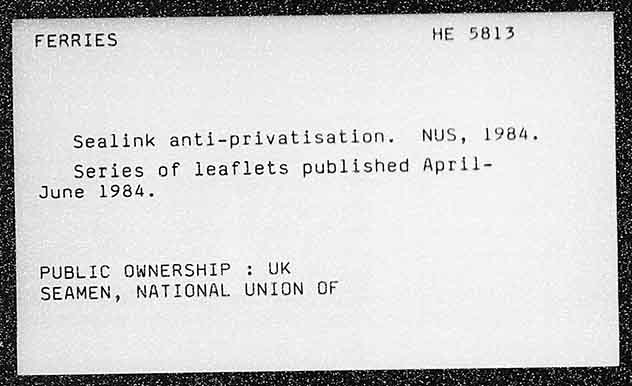 FERRIES HE 5813
Sealink anti-privatisation. NUS, 1984.
Series of leaflets published April-
June 1984.
PUBLIC OWNERSHIP : UK
SEAMEN, NATIONAL UNION OF